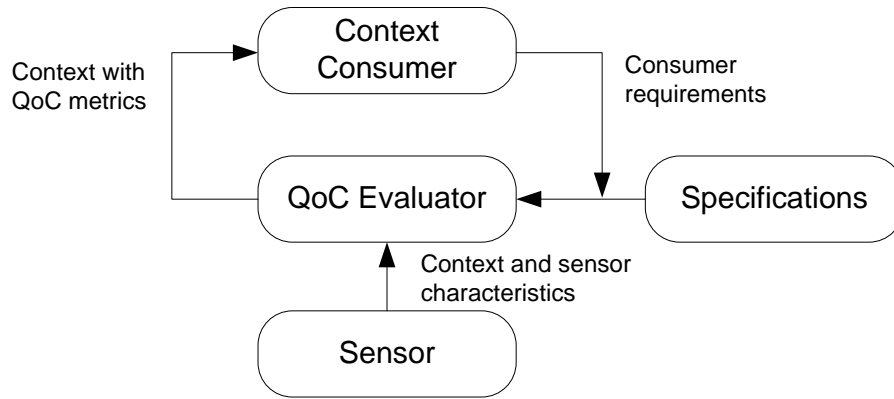 Context
Consumer
Context with
QoC metrics
Consumer
requirements
QoC Evaluator
Specifications
Context and sensor
characteristics
Sensor